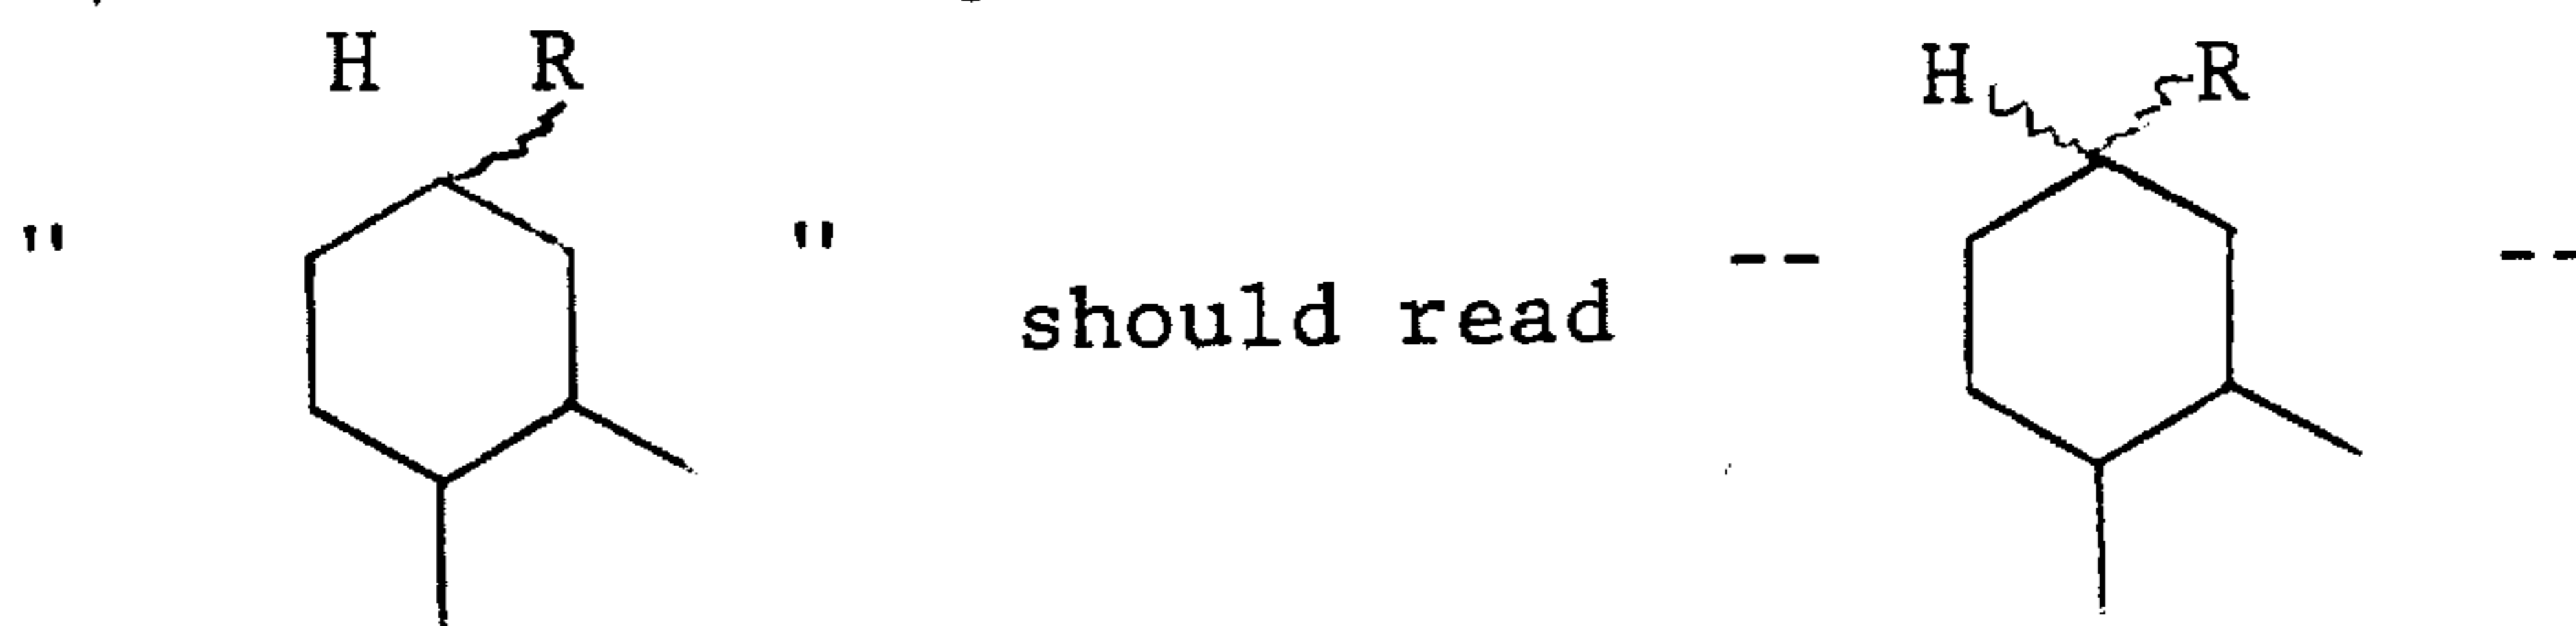 H R H R
" " should read -- --